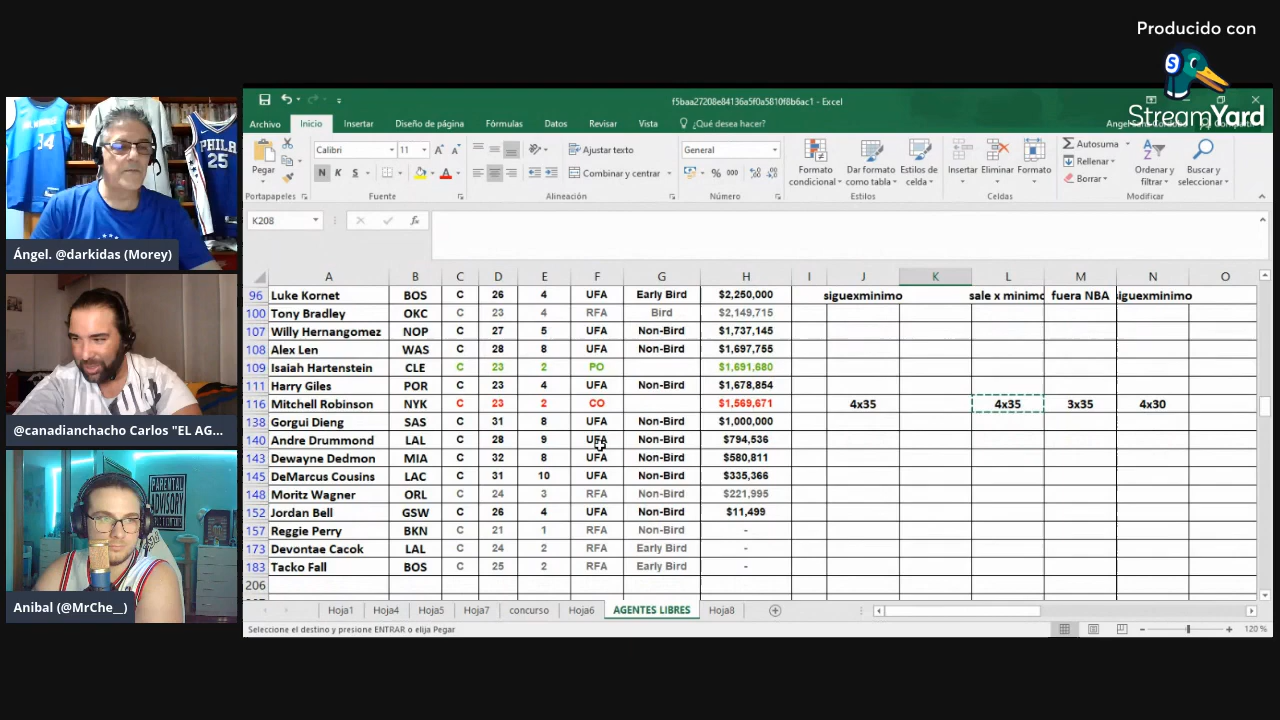 Producido con
StreamYard
f5baa27208e84136a5f0a5810f8b6ac1 - Excel
Archivo Inicio Insertar Diseño de página Fórmulas Datos Revisar Vista ¿Qué desea hacer?
Pegar
Calibri 11
N K S
Ajustar texto
Combinar y centrar
General
% 000
Formato condicional
Dar formato como tabla
Estilos de celda
Insertar Eliminar Formato
Autosuma
Rellenar
Borrar
Ordenar y filtrar
Buscar y seleccionar
Portapapeles Fuente Alineación Número Estilos Celdas Modificar
K208 fx
A B C D E F G H I J K L M N O
96 Luke Kornet BOS C 26 4 UFA Early Bird $2,250,000 siguexminimo sale x minimo fuera NBA siguexminimo
100 Tony Bradley OKC C 23 4 RFA Bird $2,149,715
107 Willy Hernangomez NOP C 27 5 UFA Non-Bird $1,737,145
108 Alex Len WAS C 28 8 UFA Non-Bird $1,697,755
109 Isaiah Hartenstein CLE C 23 2 PO $1,691,680
111 Harry Giles POR C 23 4 UFA Non-Bird $1,678,854
116 Mitchell Robinson NYK C 23 2 CO $1,569,671 4x35 4x35 3x35 4x30
138 Gorgui Dieng SAS C 31 8 UFA Non-Bird $1,000,000
140 Andre Drummond LAL C 28 9 UFA Non-Bird $794,536
143 Dewayne Dedmon MIA C 32 8 UFA Non-Bird $580,811
145 DeMarcus Cousins LAC C 31 10 UFA Non-Bird $335,366
148 Moritz Wagner ORL C 24 3 RFA Non-Bird $221,995
152 Jordan Bell GSW C 26 4 UFA Non-Bird $11,499
157 Reggie Perry BKN C 21 1 RFA Non-Bird -
173 Devontae Cacok LAL C 24 2 RFA Early Bird -
183 Tacko Fall BOS C 25 2 RFA Early Bird -
206
Hoja1 Hoja4 Hoja5 Hoja7 concurso Hoja6 AGENTES LIBRES Hoja8
Seleccione el destino y presione ENTRAR o elija Pegar 120 %
34
PHILA
25
Ángel. @darkidas (Morey)
@canadianchacho Carlos "EL AG...
PARENTAL
ADVISORY
Anibal (@MrChe__)